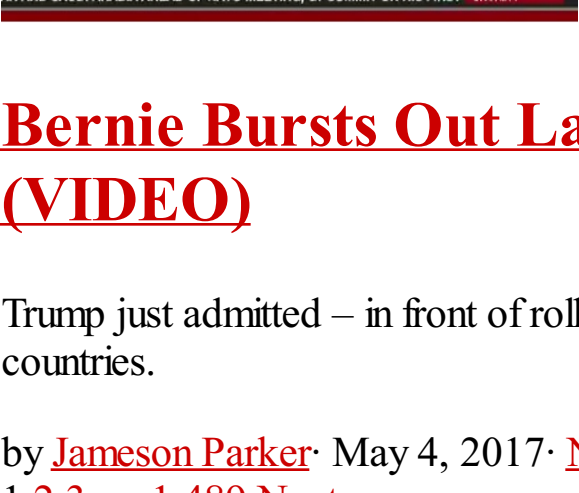 Bernie Bursts Out La
(VIDEO)
Trump just admitted – in front of roll
countries.
by Jameson Parker· May 4, 2017· N